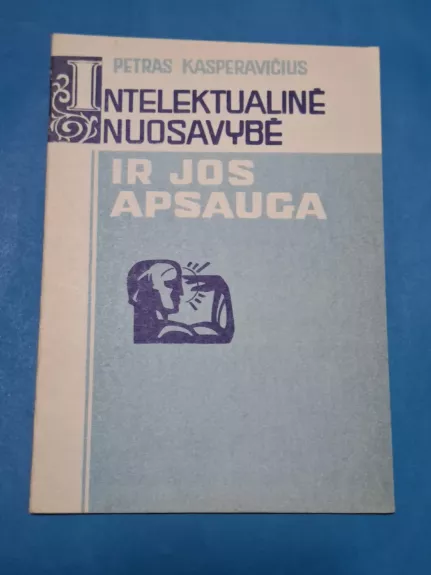 PETRAS KASPERAVIČIUS
INTELEKTUALINĖ
NUOSAVYBĖ
IR JOS
APSAUGA